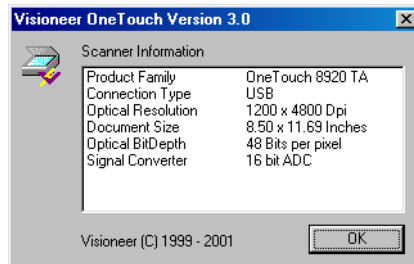 Visioneer OneTouch Version 3.0
Scanner Information
Product Family OneTouch 8920 TA
Connection Type USB
Optical Resolution 1200 x 4800 Dpi
Document Size 8.50 x 11.69 Inches
Optical BitDepth 48 Bits per pixel
Signal Converter 16 bit ADC
Visioneer (C) 1999 - 2001
OK